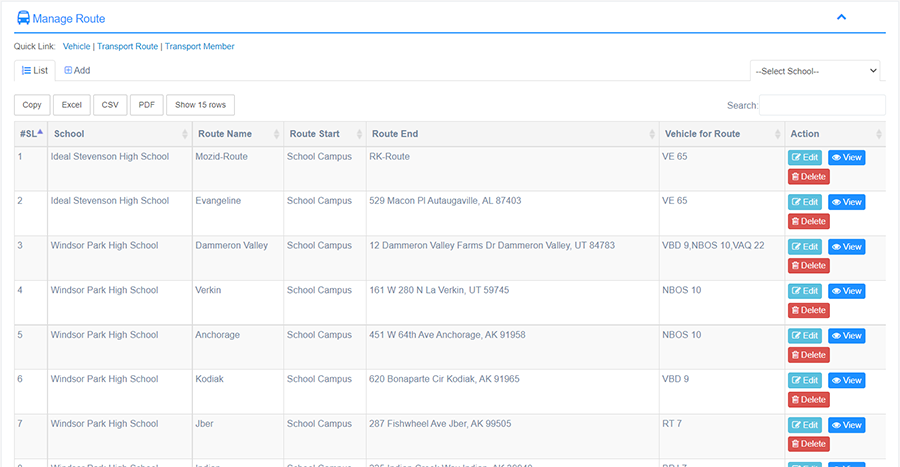 Manage Route
Quick Link: Vehicle | Transport Route | Transport Member
List Add --Select School--
Copy Excel CSV PDF Show 15 rows Search:
#SL School Route Name Route Start Route End Vehicle for Route Action
1 Ideal Stevenson High School Mozid-Route School Campus RK-Route VE 65 Edit View
Delete
2 Ideal Stevenson High School Evangeline School Campus 529 Macon Pl Autaugaville, AL 87403 VE 65 Edit View
Delete
3 Windsor Park High School Dammeron Valley School Campus 12 Dammeron Valley Farms Dr Dammeron Valley, UT 84783 VBD 9,NBOS 10,VAQ 22 Edit View
Delete
4 Windsor Park High School Verkin School Campus 161 W 280 N La Verkin, UT 59745 NBOS 10 Edit View
Delete
5 Windsor Park High School Anchorage School Campus 451 W 64th Ave Anchorage, AK 91958 NBOS 10 Edit View
Delete
6 Windsor Park High School Kodiak School Campus 620 Bonaparte Cir Kodiak, AK 91965 VBD 9 Edit View
Delete
7 Windsor Park High School Jber School Campus 287 Fishwheel Ave Jber, AK 99505 RT 7 Edit View
Delete